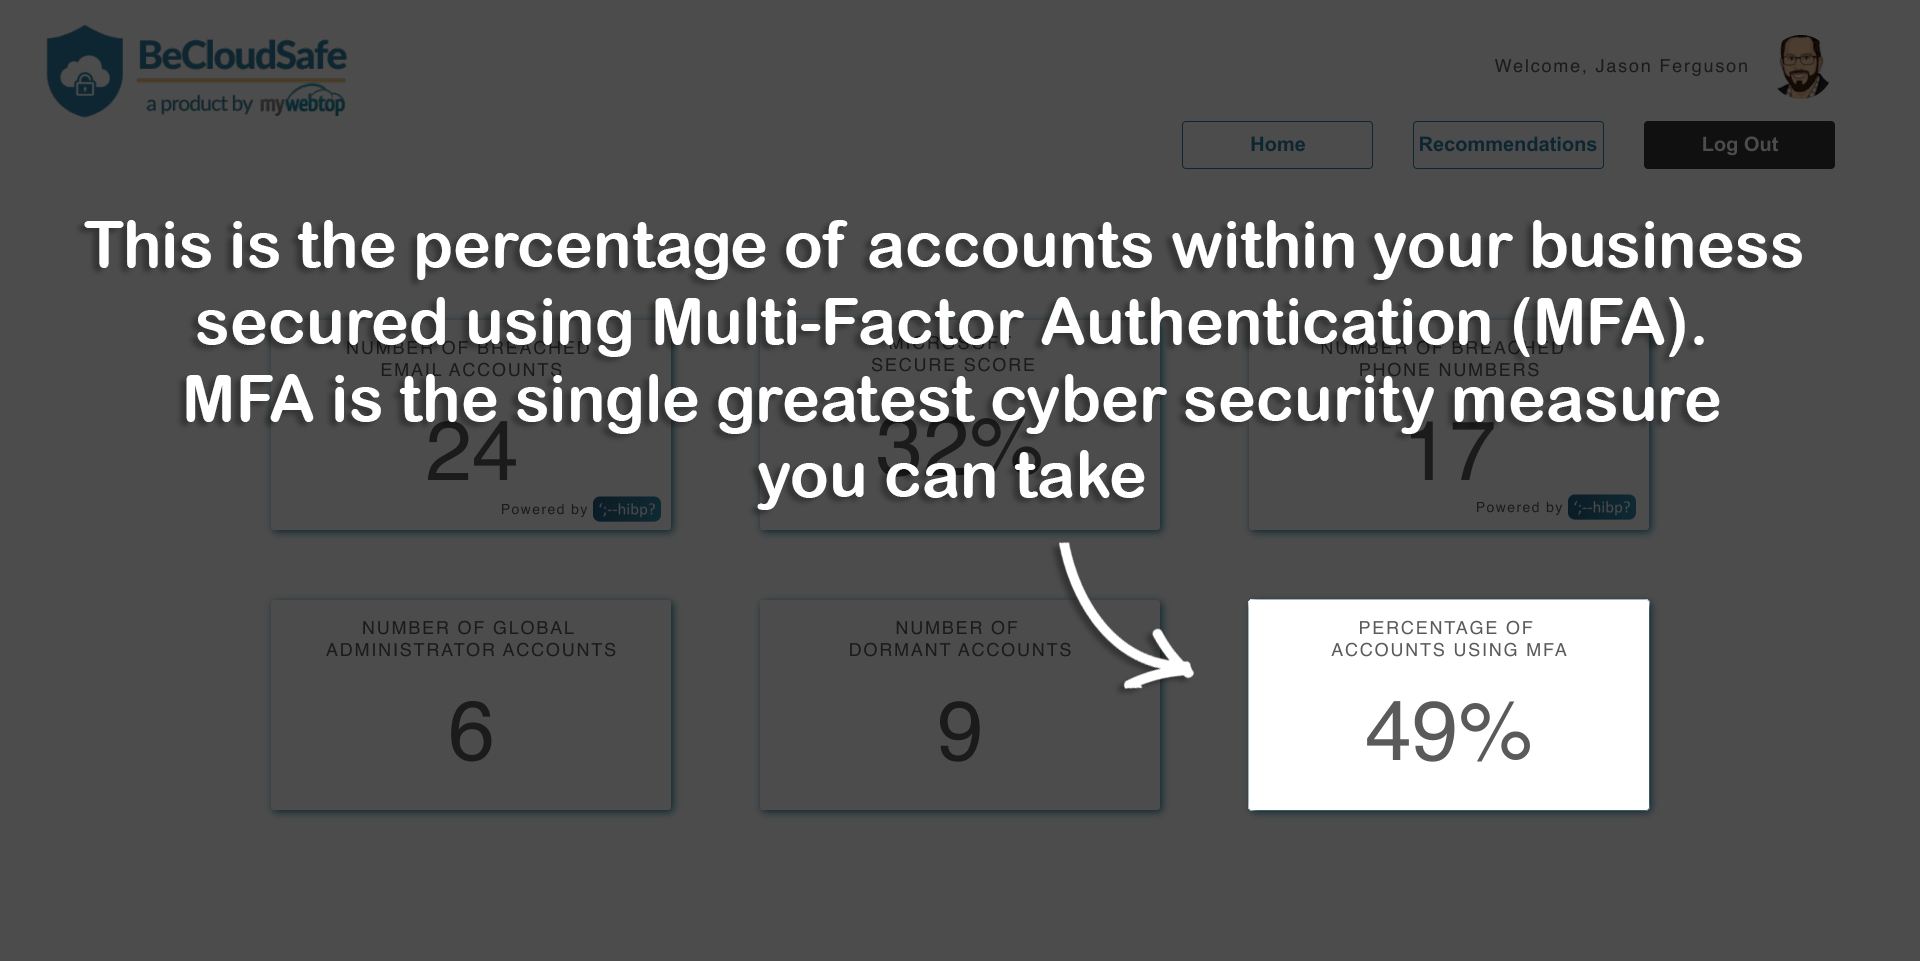 BeCloudSafe
a product by mywebtop
Welcome, Jason Ferguson
Home
Recommendations
Log Out
This is the percentage of accounts within your business
secured using Multi-Factor Authentication (MFA).
MFA is the single greatest cyber security measure
you can take
NUMBER OF BREACHED
EMAIL ACCOUNTS
24
Powered by ';--hibp?
MICROSOFT
SECURE SCORE
32%
NUMBER OF BREACHED
PHONE NUMBERS
17
Powered by ';--hibp?
NUMBER OF GLOBAL
ADMINISTRATOR ACCOUNTS
6
NUMBER OF
DORMANT ACCOUNTS
9
PERCENTAGE OF
ACCOUNTS USING MFA
49%